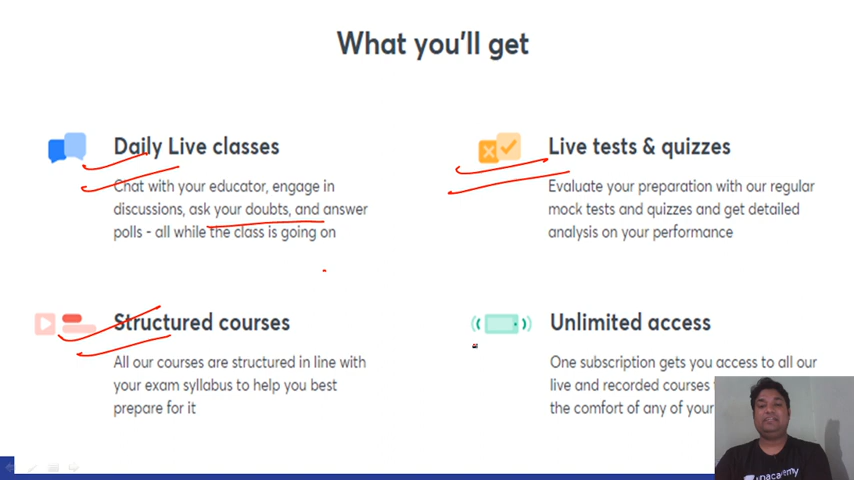 What you'll get
Daily Live classes
Chat with your educator, engage in
discussions, ask your doubts, and answer
polls - all while the class is going on
Live tests & quizzes
Evaluate your preparation with our regular
mock tests and quizzes and get detailed
analysis on your performance
Structured courses
All our courses are structured in line with
your exam syllabus to help you best
prepare for it
Unlimited access
One subscription gets you access to all our
live and recorded courses
the comfort of any of your